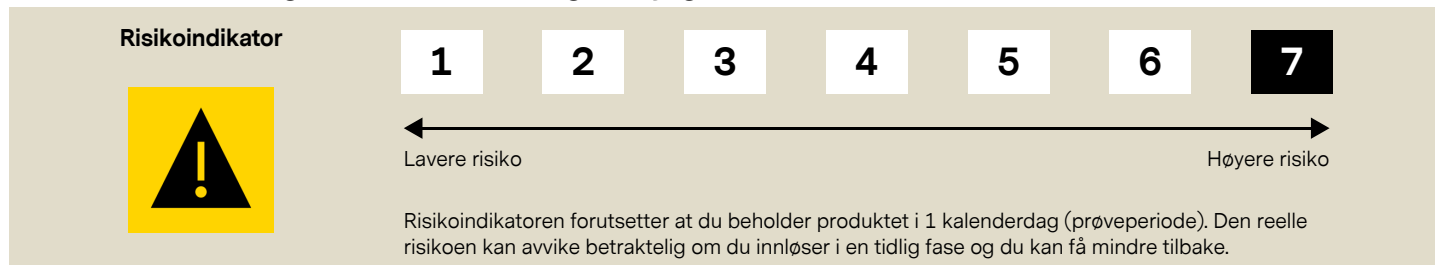 Risikoindikator
1 2 3 4 5 6 7
Lavere risiko Høyere risiko
Risikoindikatoren forutsetter at du beholder produktet i 1 kalenderdag (prøveperiode). Den reelle
risikoen kan avvike betraktelig om du innløser i en tidlig fase og du kan få mindre tilbake.